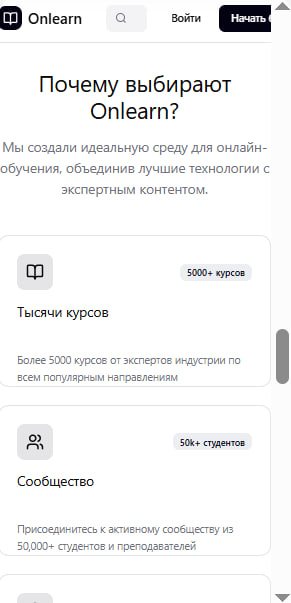 Onlearn
Войти
Начать
Почему выбирают
Onlearn?
Мы создали идеальную среду для онлайн-
обучения, объединив лучшие технологии с
экспертным контентом.
5000+ курсов
Тысячи курсов
Более 5000 курсов от экспертов индустрии по
всем популярным направлениям
50k+ студентов
Сообщество
Присоединитесь к активному сообществу из
50,000+ студентов и преподавателей